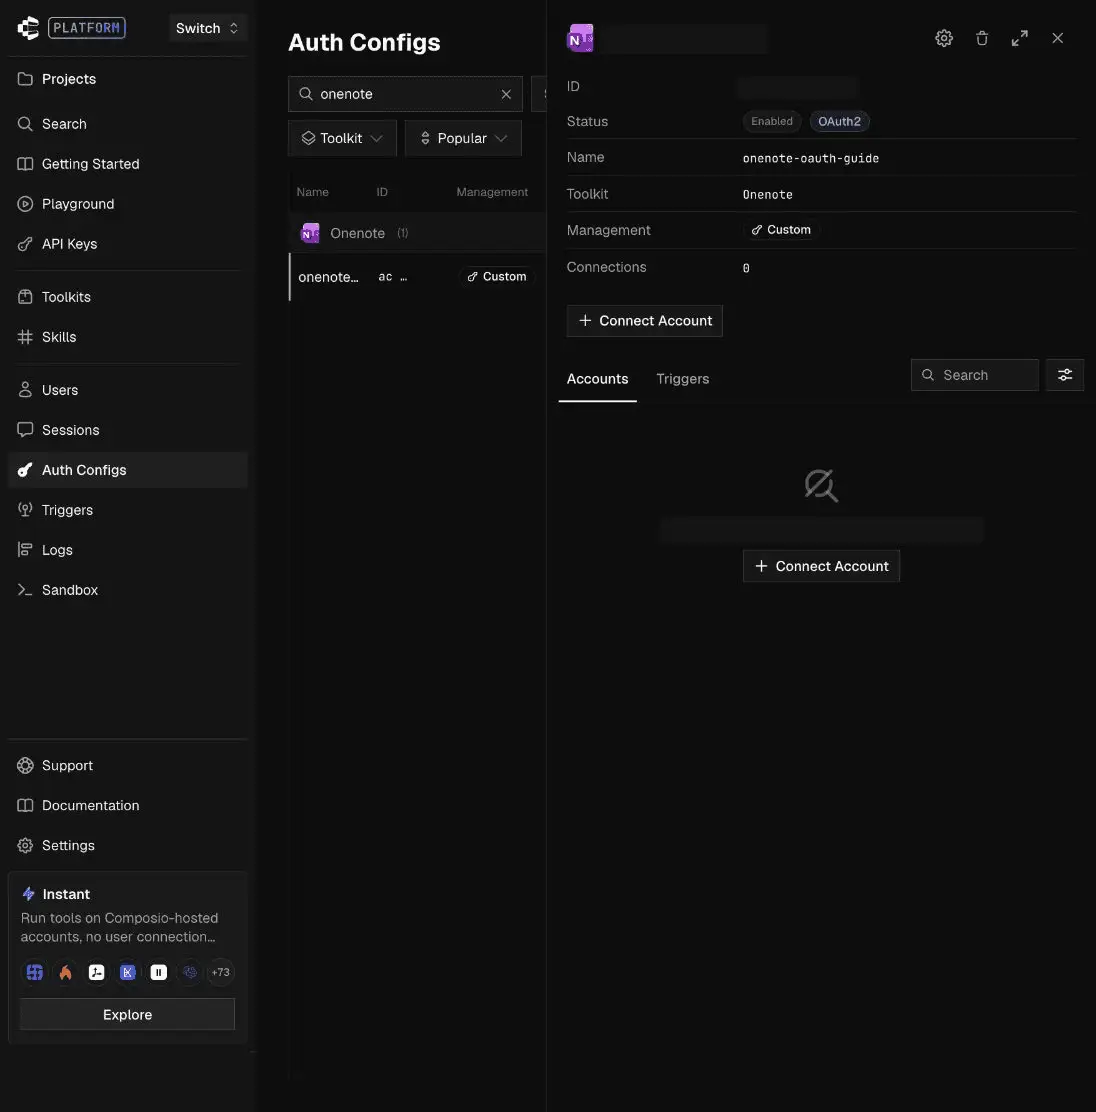 PLATFORM
Switch
Projects
Search
Getting Started
Playground
API Keys
Toolkits
Skills
Users
Sessions
Auth Configs
Triggers
Logs
Sandbox
Support
Documentation
Settings
Instant
Run tools on Composio-hosted
accounts, no user connection...
+73
Explore
Auth Configs
onenote
Toolkit
Popular
Name ID Management
Onenote (1)
onenote... ac ... Custom
N
ID
Status Enabled OAuth2
Name onenote-oauth-guide
Toolkit Onenote
Management Custom
Connections 0
Connect Account
Accounts Triggers Search
Connect Account